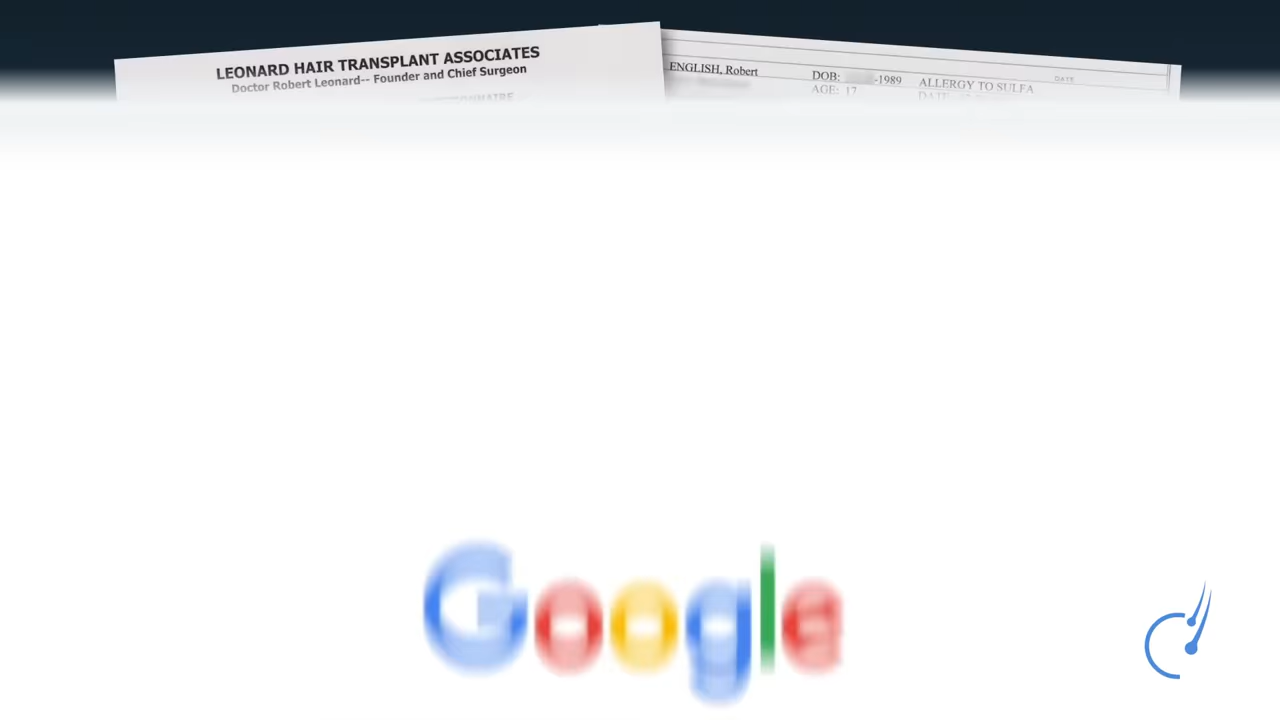 LEONARD HAIR TRANSPLANT ASSOCIATES
Doctor Robert Leonard-- Founder and Chief Surgeon
ENGLISH, Robert
DOB: -1989
ALLERGY TO SULFA
DATE
AGE: 17
Google